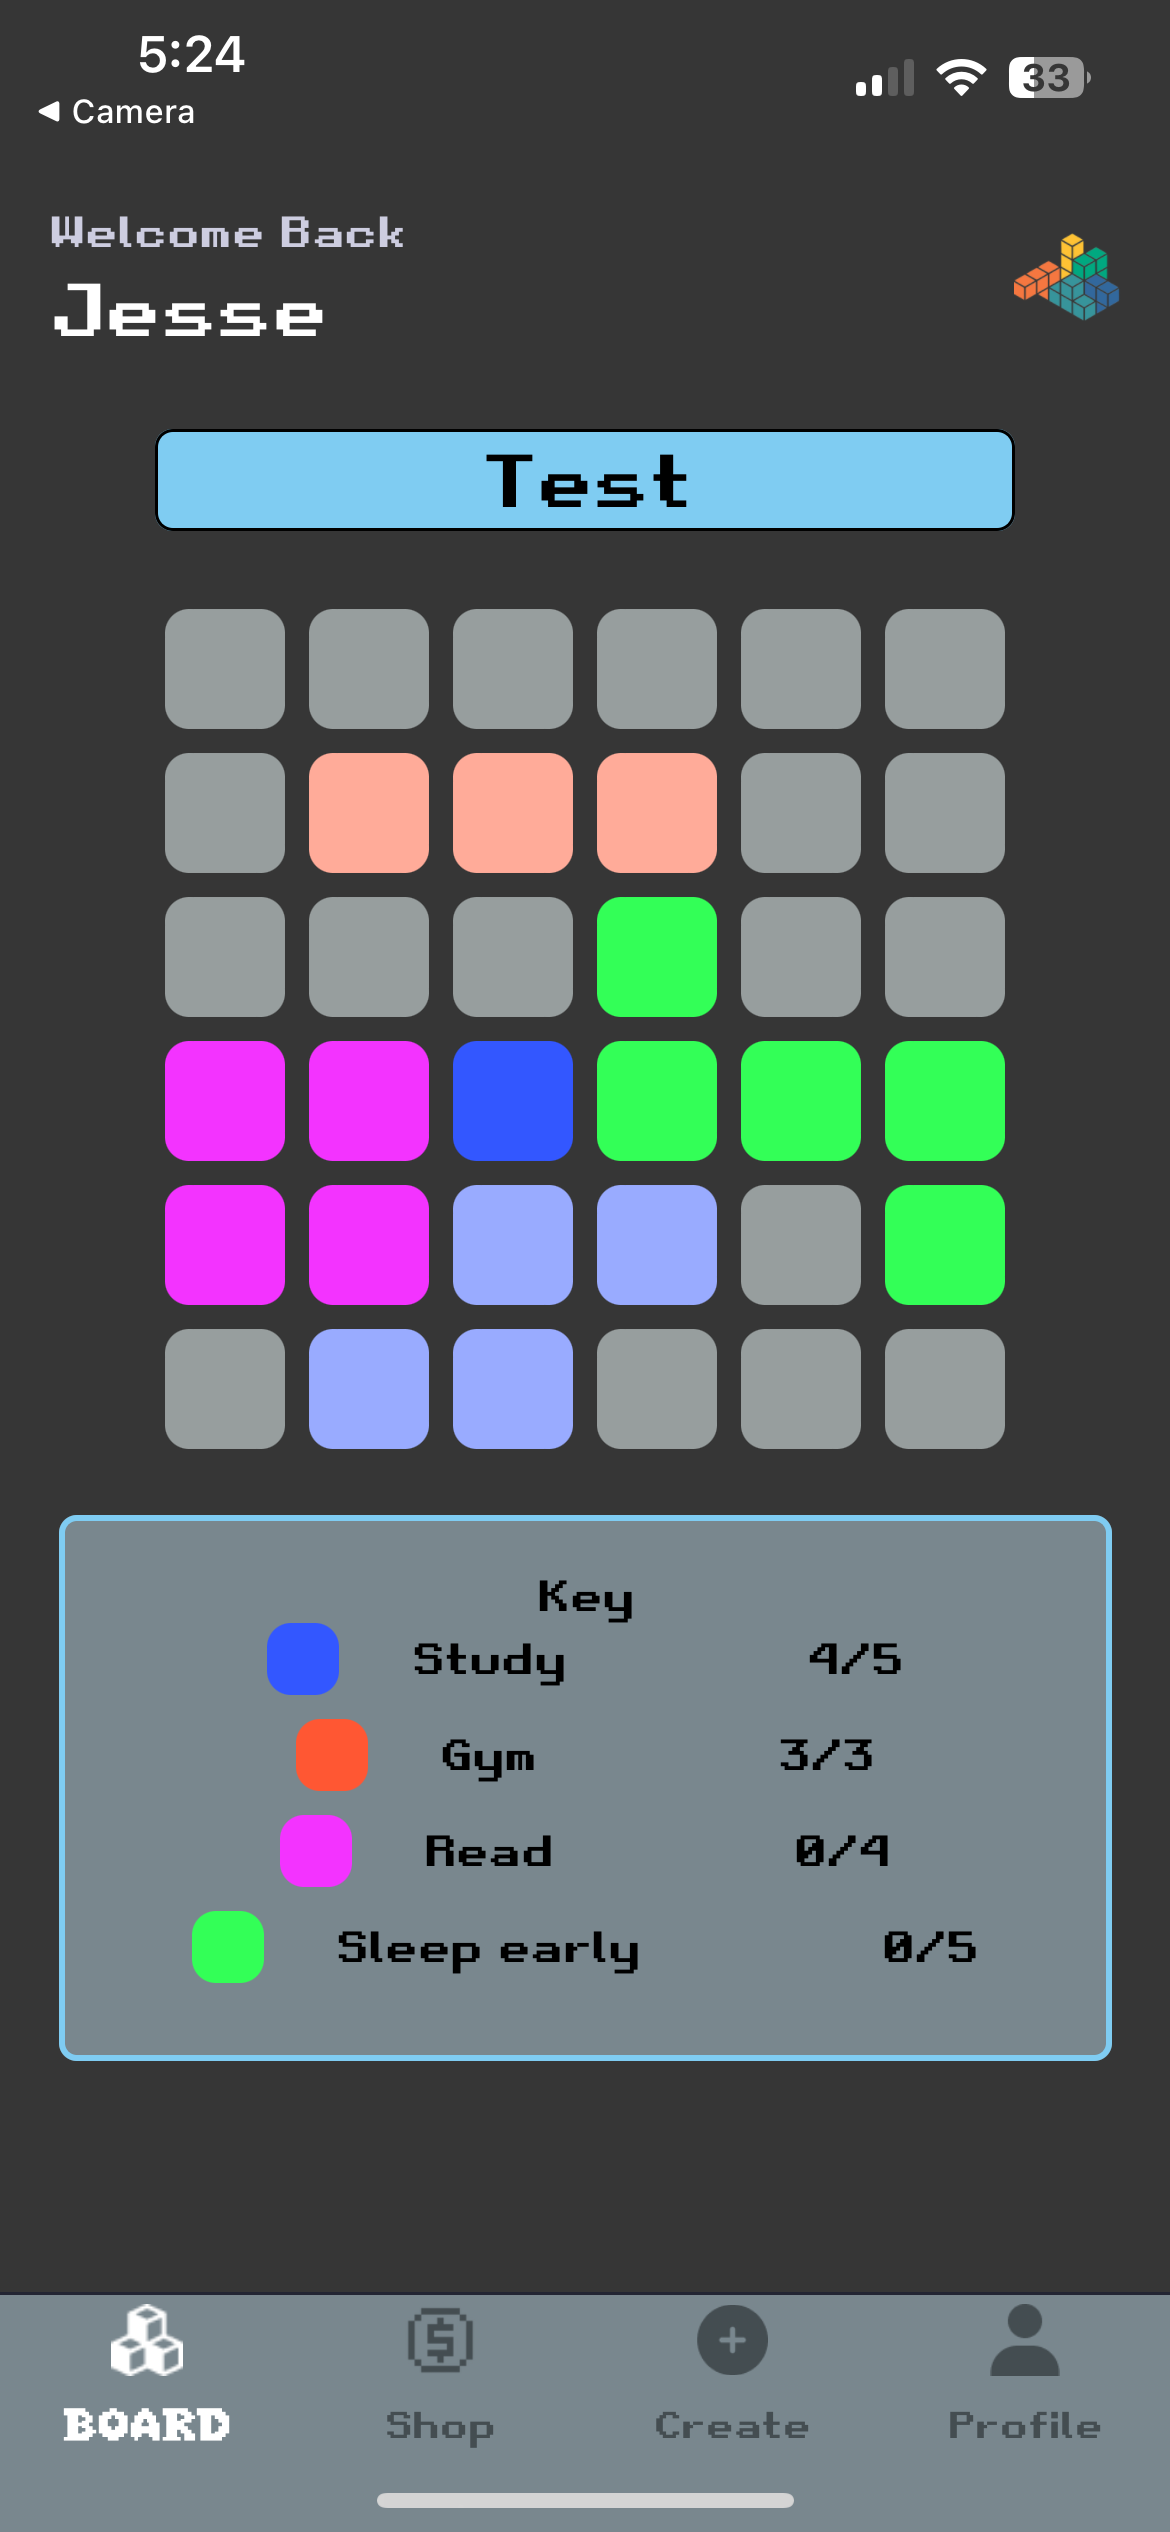 5:24
33
Camera
Welcome Back
Jesse
Test
Key
Study 4/5
Gym 3/3
Read 0/4
Sleep early 0/5
BOARD Shop Create Profile